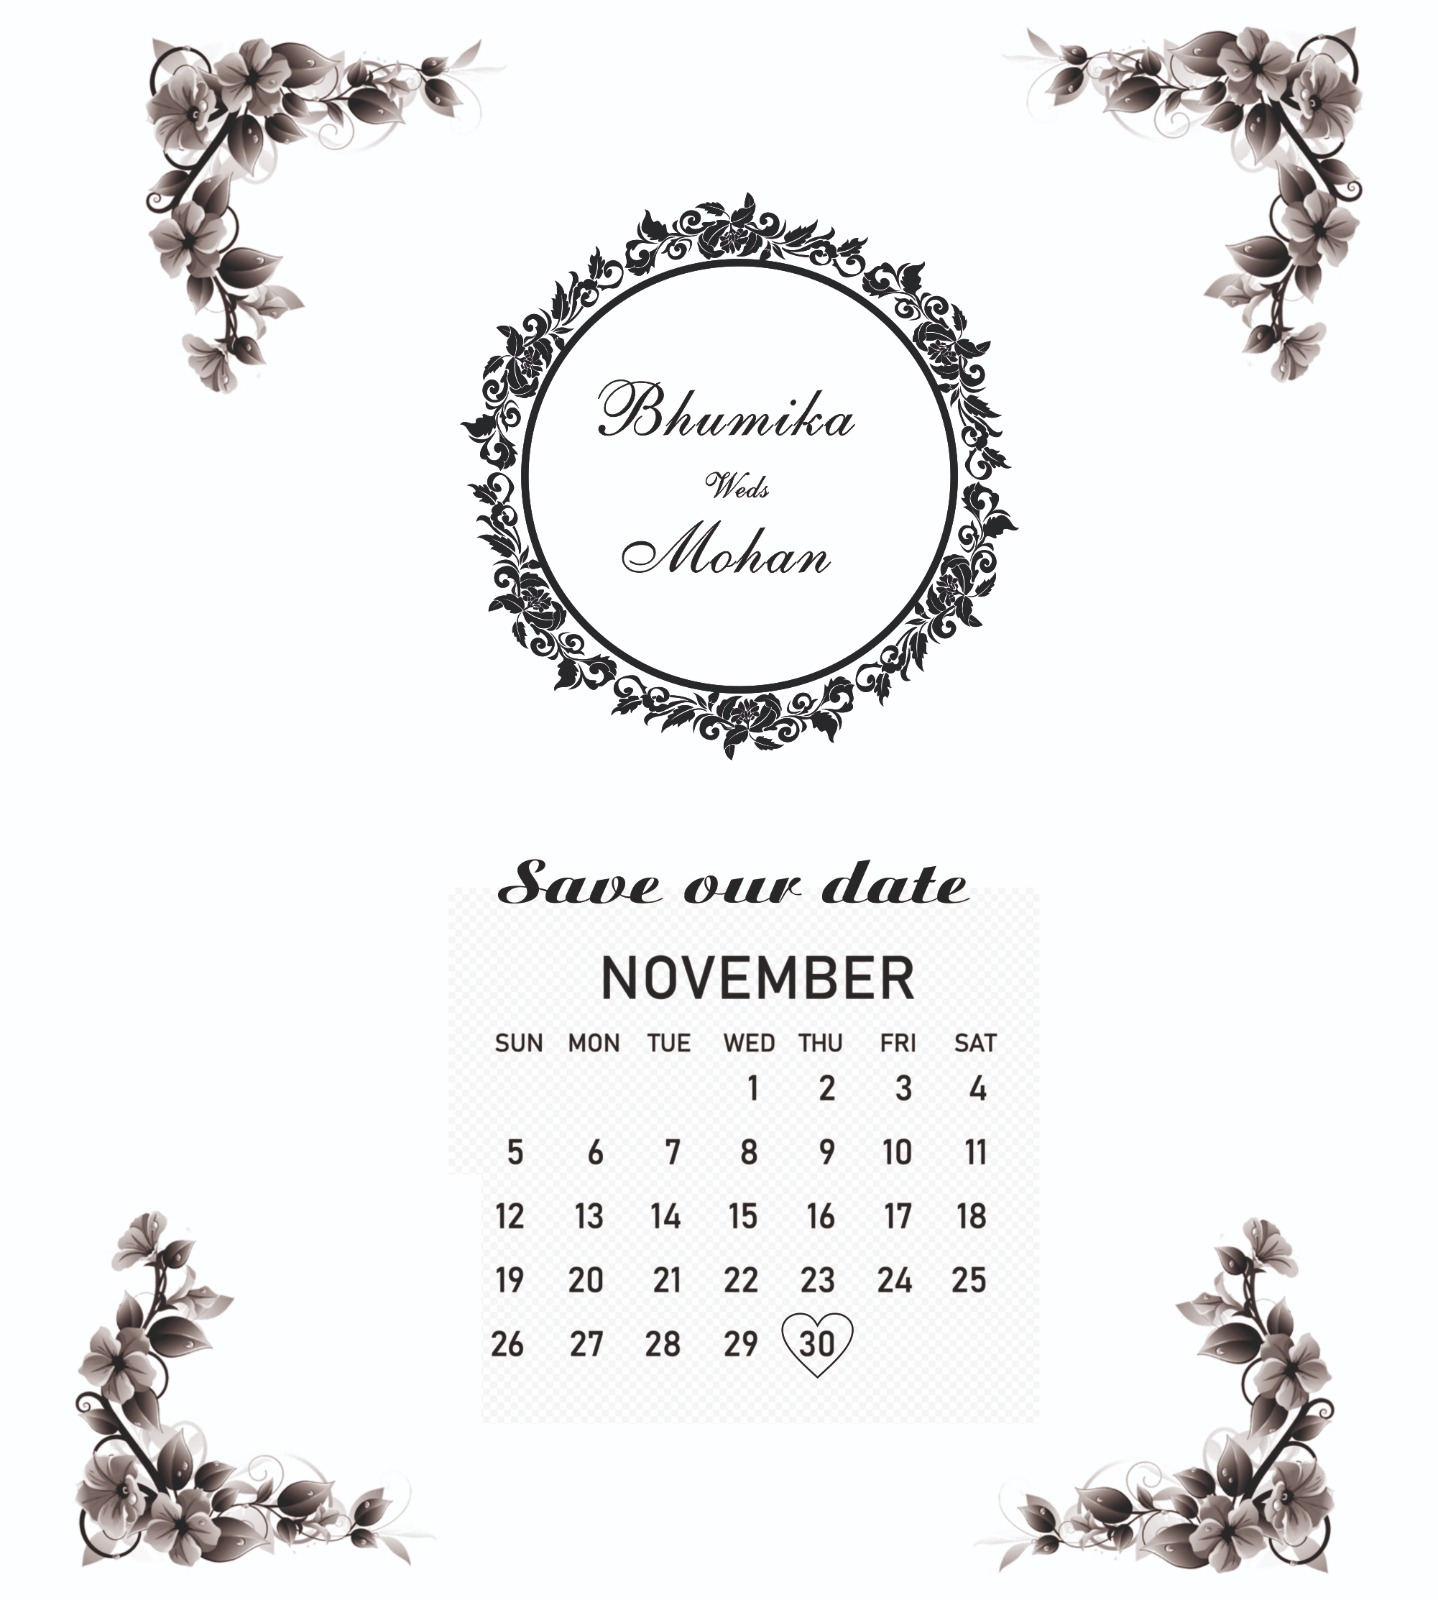 Bhumika
Weds
Mohan
Save our date
NOVEMBER
SUN MON TUE WED THU FRI SAT
1 2 3 4
5 6 7 8 9 10 11
12 13 14 15 16 17 18
19 20 21 22 23 24 25
26 27 28 29 30